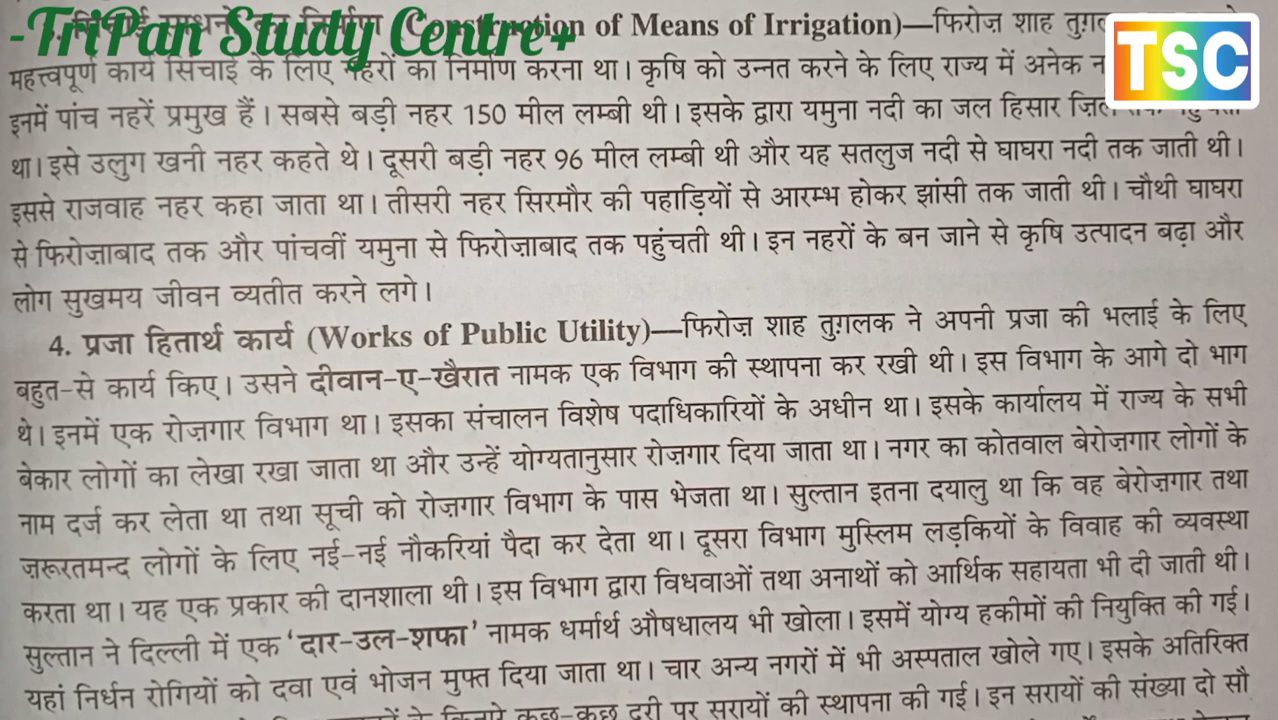 -TriPan Study Centre+
TSC
(Construction of Means of Irrigation)—फिरोज़ शाह
महत्त्वपूर्ण कार्य सिंचाई के लिए नहरों का निर्माण करना था। कृषि को उन्नत करने के लिए राज्य में अनेक
इनमें पांच नहरें प्रमुख हैं। सबसे बड़ी नहर 150 मील लम्बी थी। इसके द्वारा यमुना नदी का जल हिसार
था। इसे उलुग खनी नहर कहते थे। दूसरी बड़ी नहर 96 मील लम्बी थी और यह सतलुज नदी से घाघरा नदी तक जाती थी।
इससे राजवाह नहर कहा जाता था। तीसरी नहर सिरमौर की पहाड़ियों से आरम्भ होकर झांसी तक जाती थी। चौथी घाघरा
से फिरोज़ाबाद तक और पांचवीं यमुना से फिरोज़ाबाद तक पहुंचती थी। इन नहरों के बन जाने से कृषि उत्पादन बढ़ा और
लोग सुखमय जीवन व्यतीत करने लगे।
4. प्रजा हितार्थ कार्य (Works of Public Utility)—फिरोज़ शाह तुग़लक ने अपनी प्रजा की भलाई के लिए
बहुत-से कार्य किए। उसने दीवान-ए-खैरात नामक एक विभाग की स्थापना कर रखी थी। इस विभाग के आगे दो भाग
थे। इनमें एक रोज़गार विभाग था। इसका संचालन विशेष पदाधिकारियों के अधीन था। इसके कार्यालय में राज्य के सभी
बेकार लोगों का लेखा रखा जाता था और उन्हें योग्यतानुसार रोज़गार दिया जाता था। नगर का कोतवाल बेरोज़गार लोगों के
नाम दर्ज कर लेता था तथा सूची को रोज़गार विभाग के पास भेजता था। सुल्तान इतना दयालु था कि वह बेरोज़गार तथा
ज़रूरतमन्द लोगों के लिए नई-नई नौकरियां पैदा कर देता था। दूसरा विभाग मुस्लिम लड़कियों के विवाह की व्यवस्था
करता था। यह एक प्रकार की दानशाला थी। इस विभाग द्वारा विधवाओं तथा अनाथों को आर्थिक सहायता भी दी जाती थी।
सुल्तान ने दिल्ली में एक ‘दार-उल-शफा’ नामक धर्मार्थ औषधालय भी खोला। इसमें योग्य हकीमों की नियुक्ति की गई।
यहां निर्धन रोगियों को दवा एवं भोजन मुफ्त दिया जाता था। चार अन्य नगरों में भी अस्पताल खोले गए। इसके अतिरिक्त
कुछ-कुछ दूरी पर सरायों की स्थापना की गई। इन सरायों की संख्या दो सौ